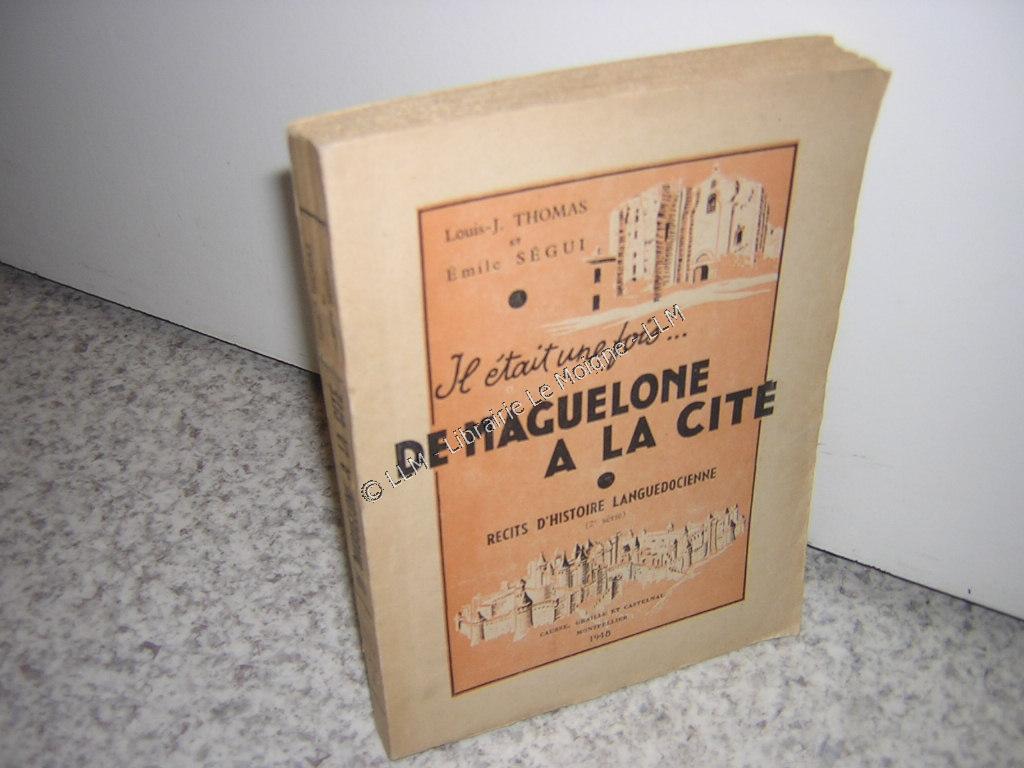 Louis-J. THOMAS
ET
Émile SÉGUI
Il était une fois...
DE MAGUELONE
A LA CITÉ
RECITS D'HISTOIRE LANGUEDOCIENNE
(2e série)
CAUSSE, GRAILLE ET CASTELNAU
MONTPELLIER
1948
© LLM - Librairie Le Moigne - LLM